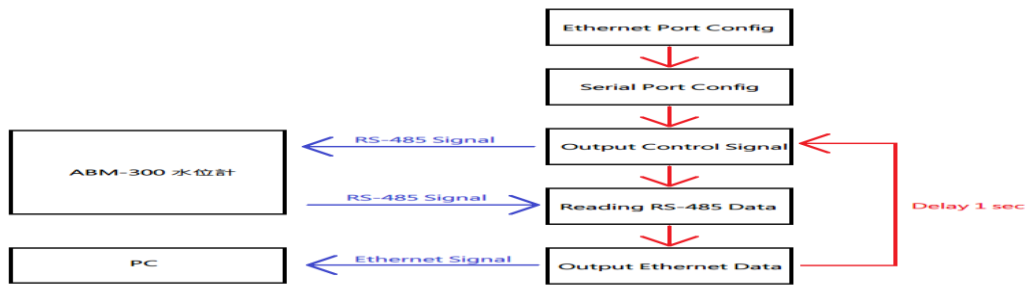 Ethernet Port Config
Serial Port Config
RS-485 Signal
Output Control Signal
ABM-300 水位計
RS-485 Signal
Reading RS-485 Data
Delay 1 sec
PC
Ethernet Signal
Output Ethernet Data